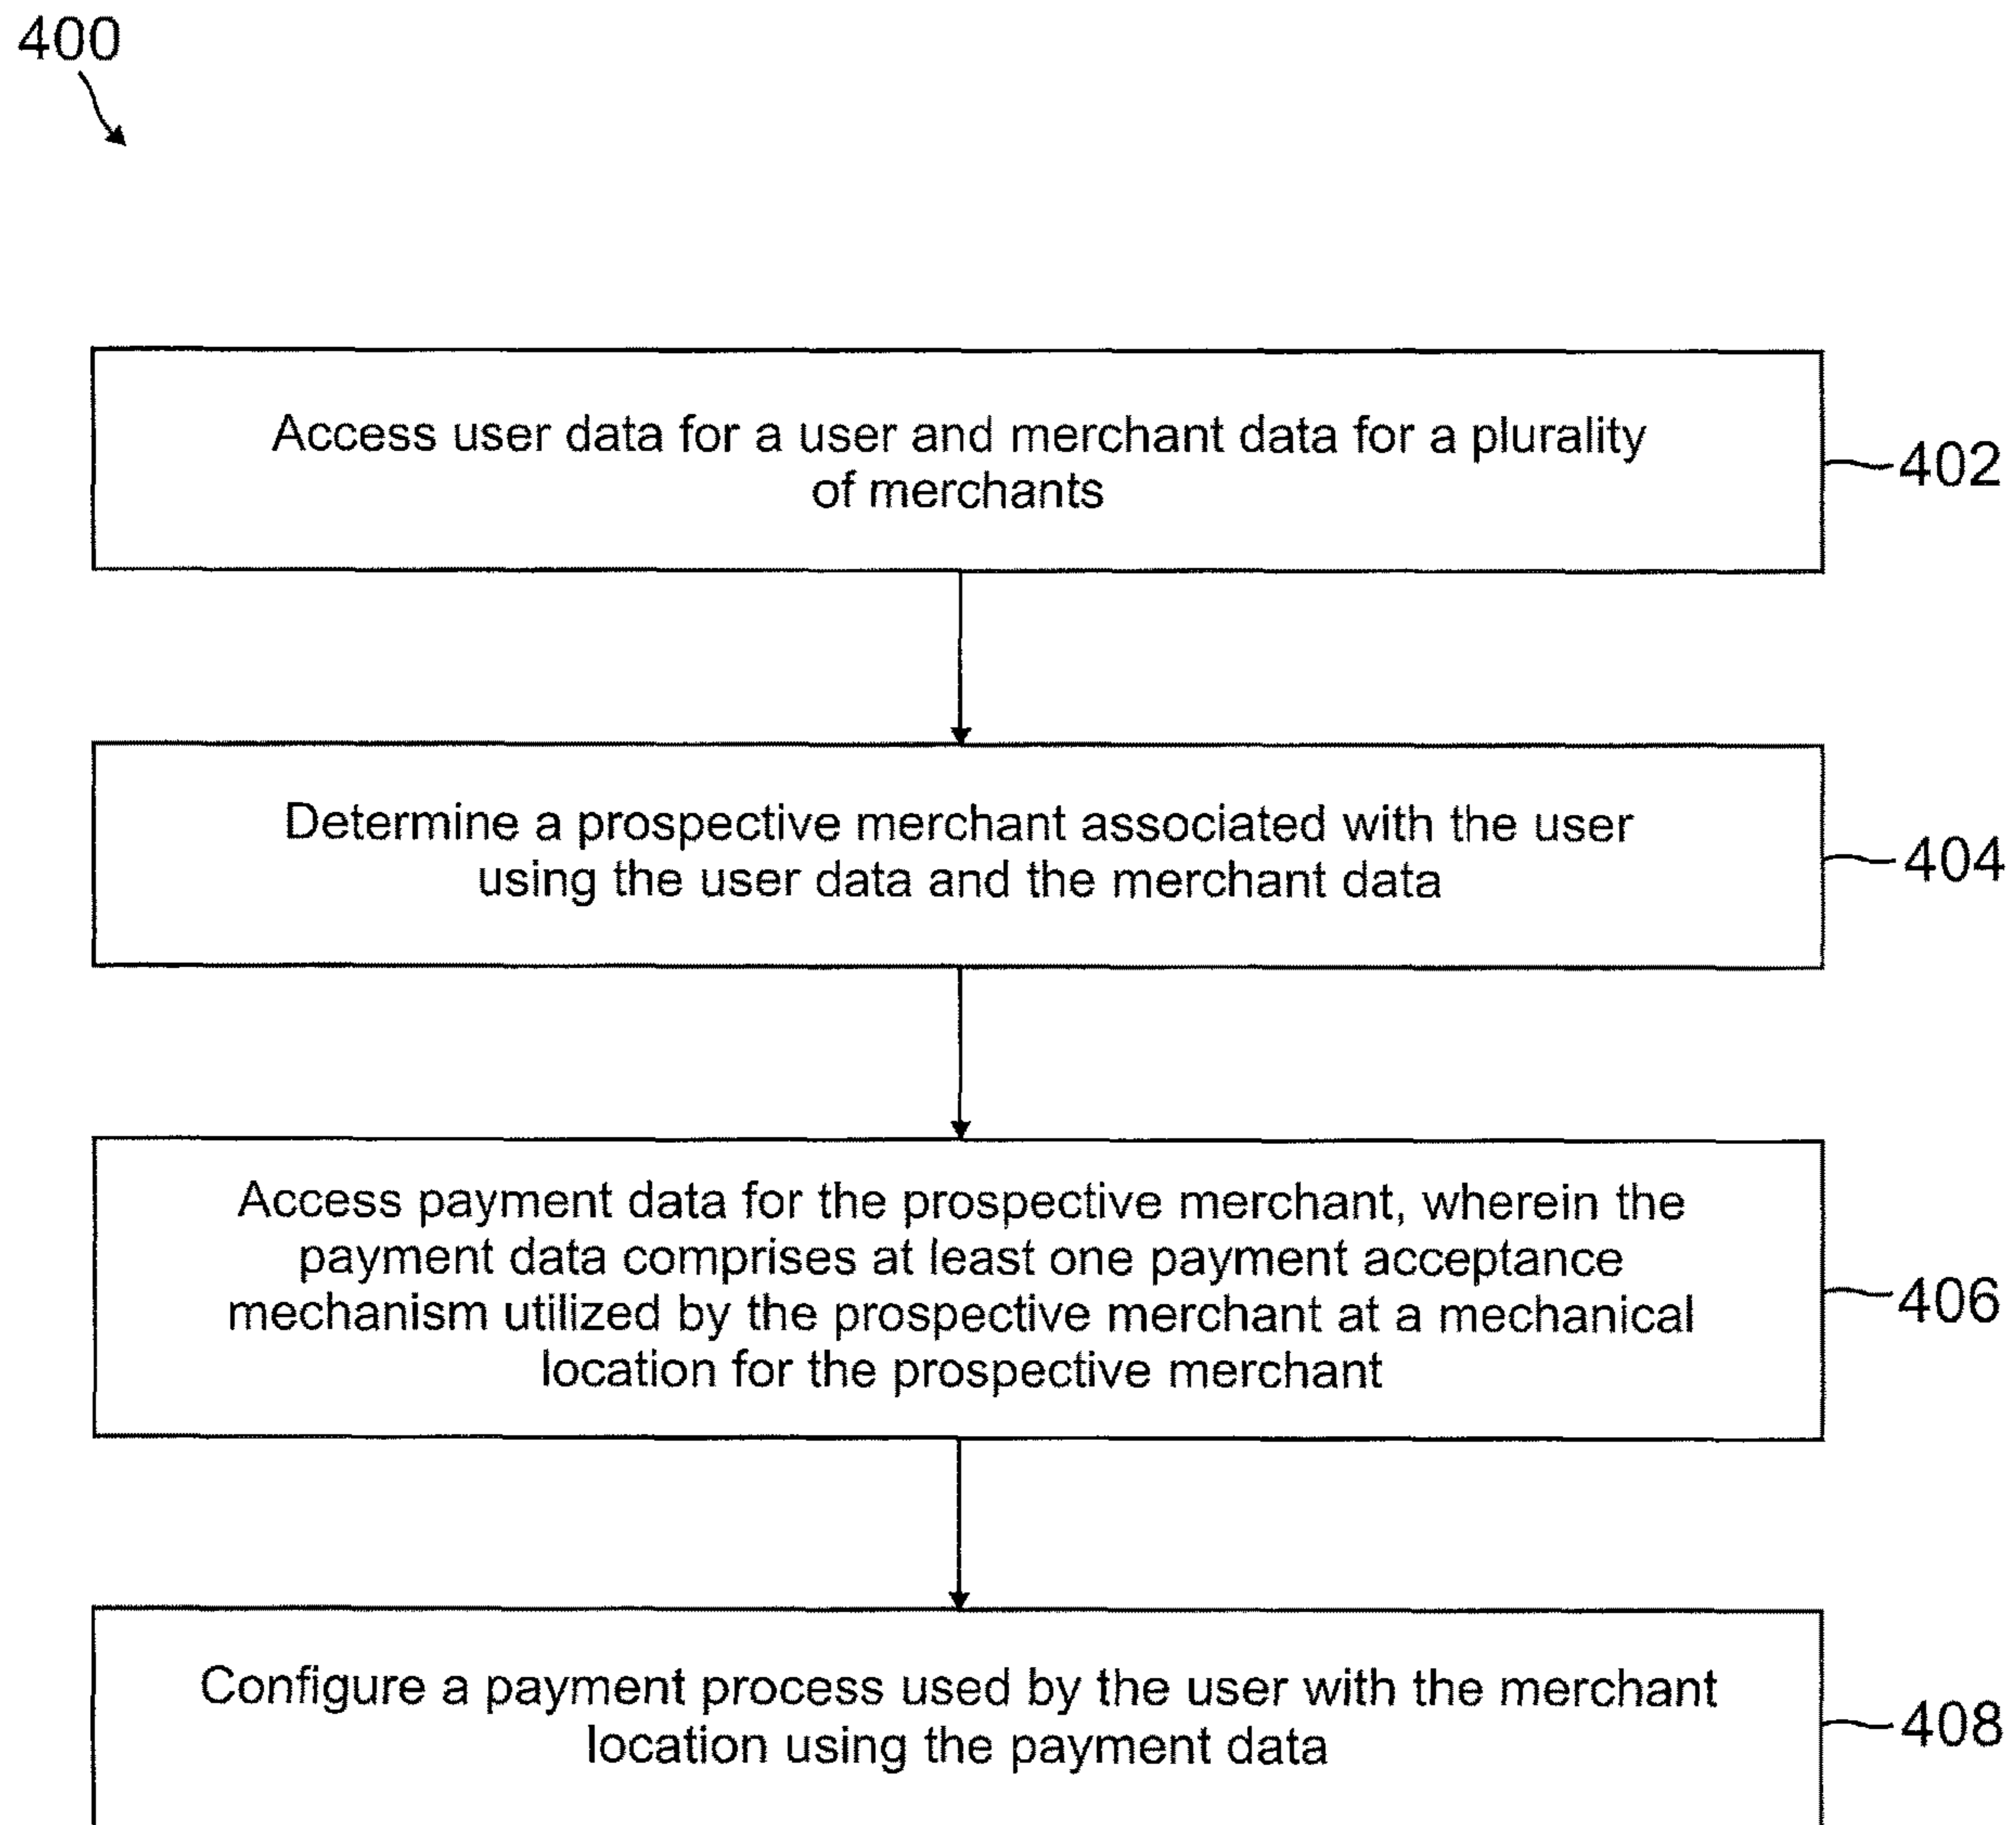 400
Access user data for a user and merchant data for a plurality
of merchants
402
Determine a prospective merchant associated with the user
using the user data and the merchant data
404
Access payment data for the prospective merchant, wherein the
payment data comprises at least one payment acceptance
mechanism utilized by the prospective merchant at a mechanical
location for the prospective merchant
406
Configure a payment process used by the user with the merchant
location using the payment data
408